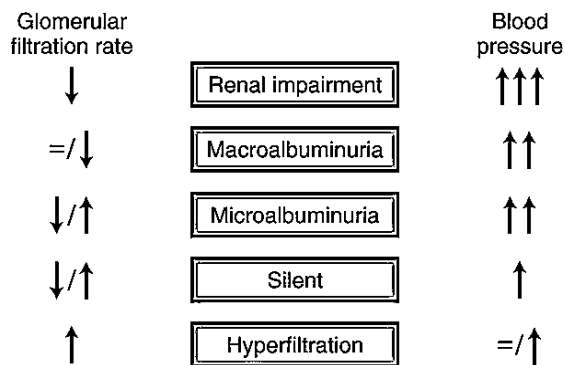 Glomerular
filtration rate
Blood
pressure
↓ Renal impairment ↑↑↑
=/↓ Macroalbuminuria ↑↑
↓/↑ Microalbuminuria ↑↑
↓/↑ Silent ↑
↑ Hyperfiltration =/↑